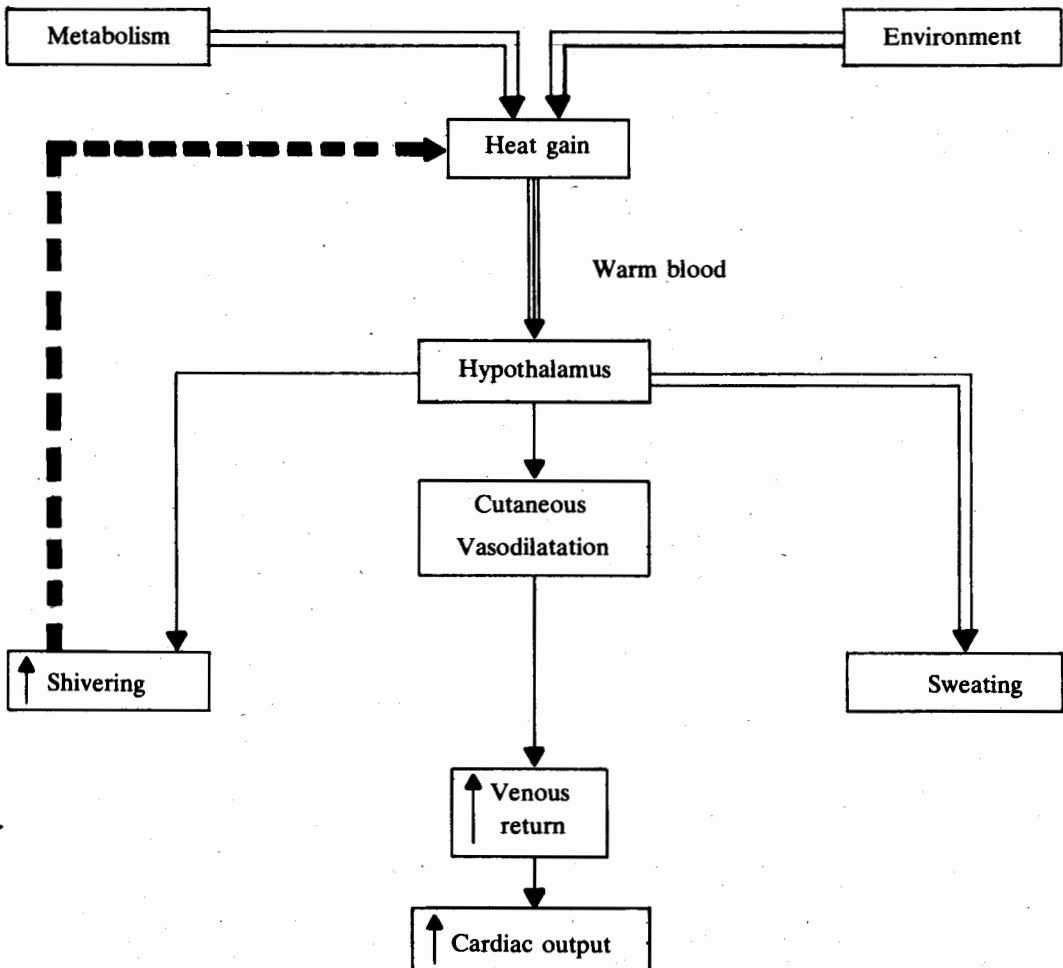 Metabolism
Environment
Heat gain
Warm blood
Hypothalamus
Cutaneous
Vasodilatation
Shivering
Sweating
Venous
return
Cardiac output